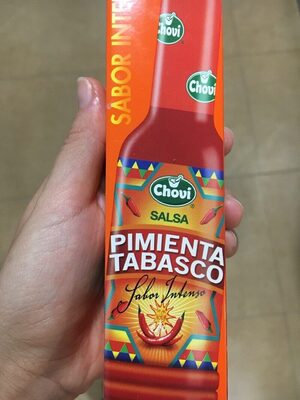 SABOR INTE
Chovi
Chovi
Chovi
SALSA
PIMIENTA
TABASCO
Sabor Intenso